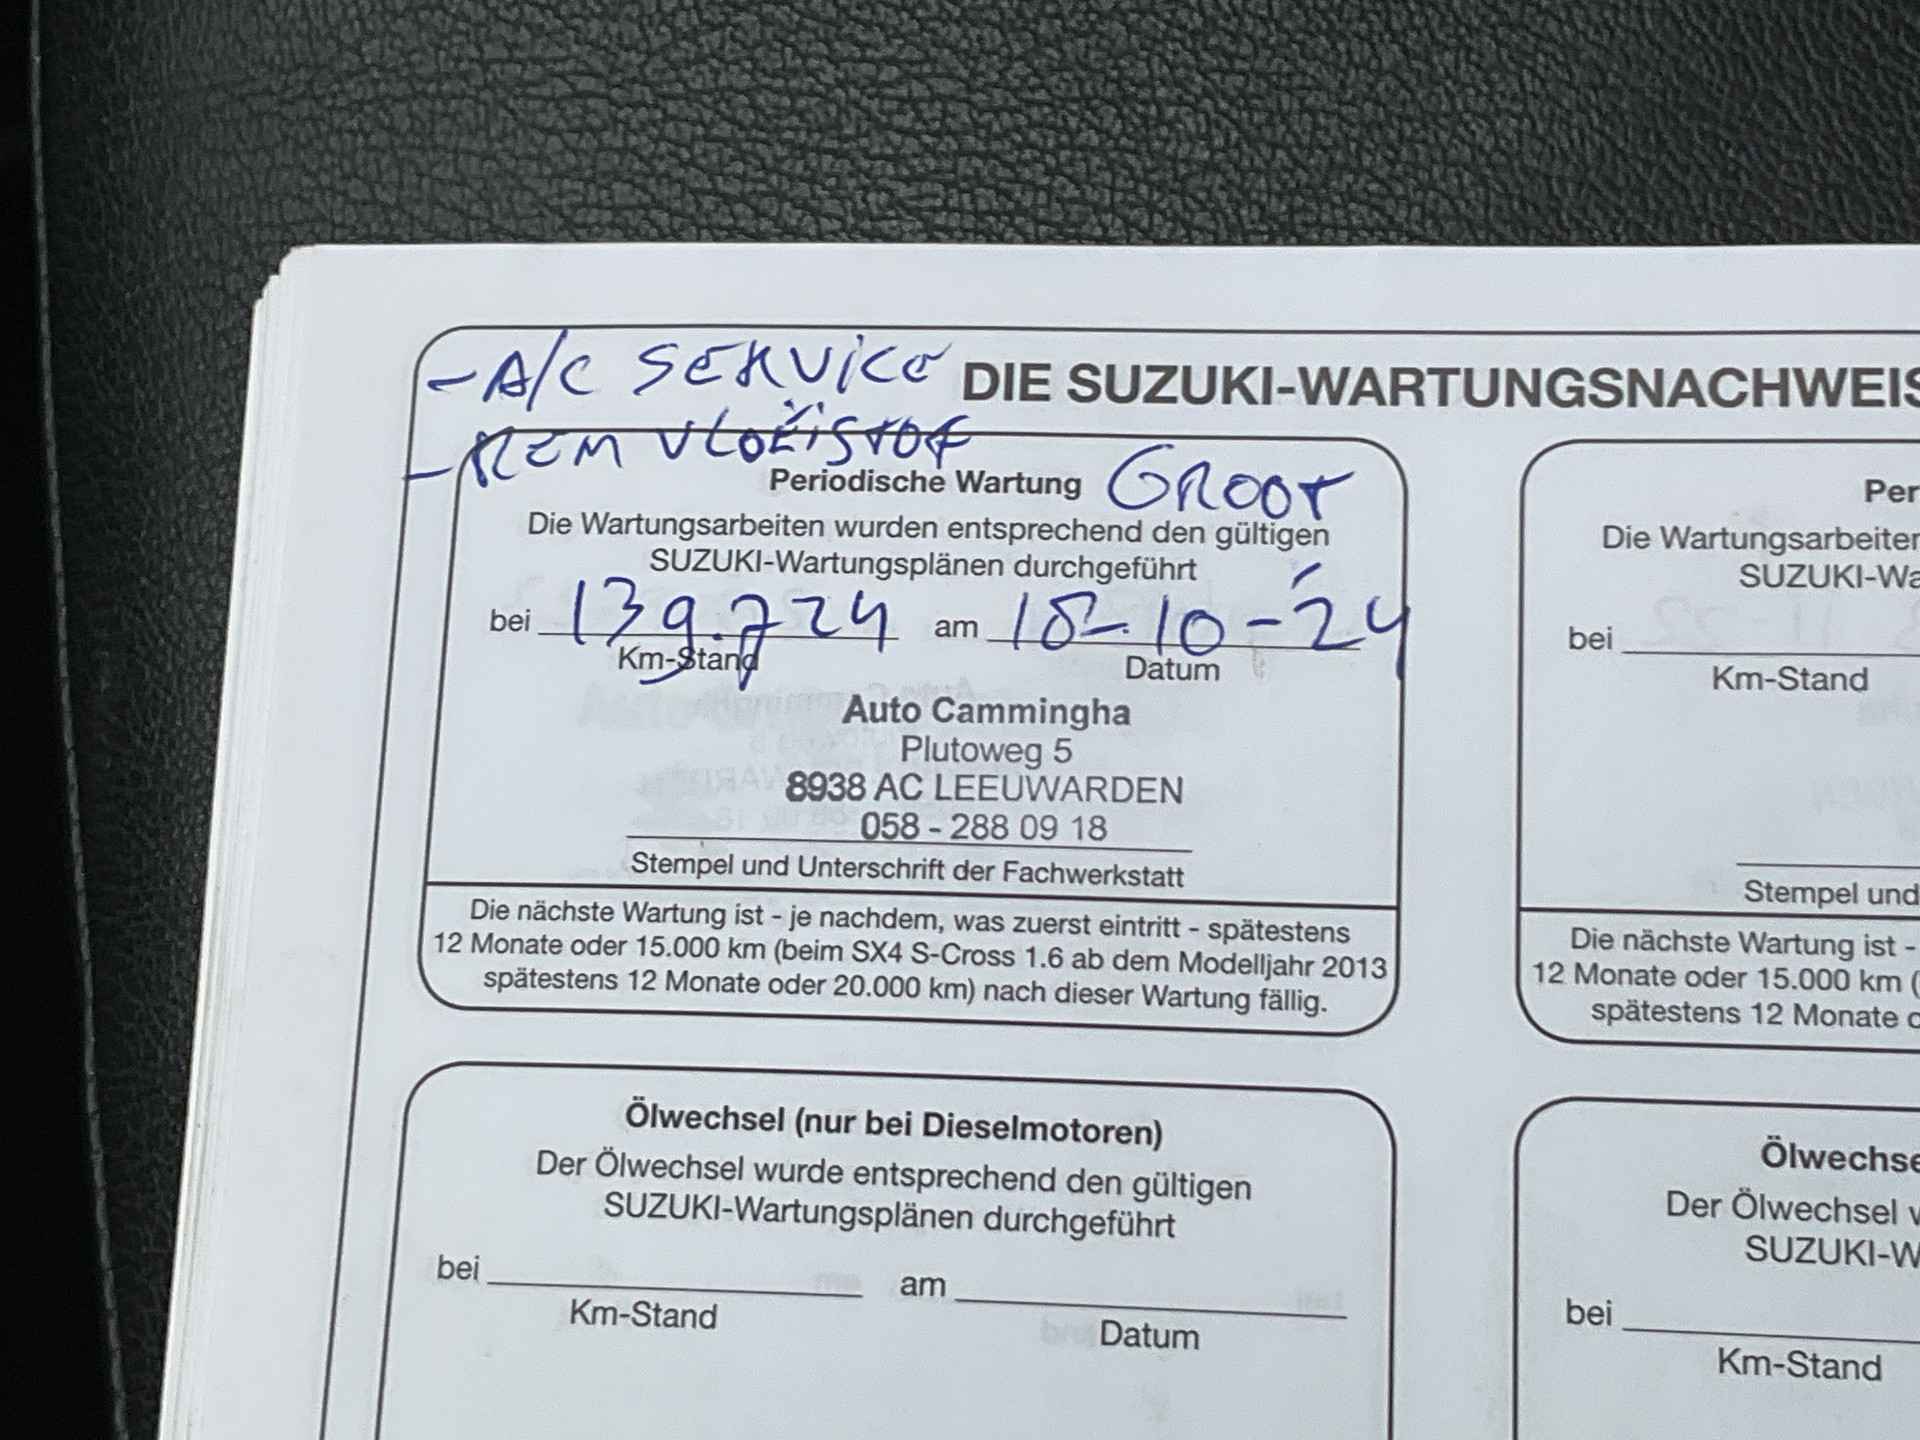 - A/C SERVICE
DIE SUZUKI-WARTUNGSNACHWEIS
- REM VLOEISTOF
Periodische Wartung GROOT
Die Wartungsarbeiten wurden entsprechend den gültigen
SUZUKI-Wartungsplänen durchgeführt
bei 139.724 am 18-10-'24
Km-Stand Datum
Auto Cammingha
Plutoweg 5
8938 AC LEEUWARDEN
058 - 288 09 18
Stempel und Unterschrift der Fachwerkstatt
Die nächste Wartung ist - je nachdem, was zuerst eintritt - spätestens
12 Monate oder 15.000 km (beim SX4 S-Cross 1.6 ab dem Modelljahr 2013
spätestens 12 Monate oder 20.000 km) nach dieser Wartung fällig.
Ölwechsel (nur bei Dieselmotoren)
Der Ölwechsel wurde entsprechend den gültigen
SUZUKI-Wartungsplänen durchgeführt
bei am
Km-Stand Datum
Per
Die Wartungsarbeiten
SUZUKI-Wa
bei
Km-Stand
Stempel und
Die nächste Wartung ist -
12 Monate oder 15.000 km (
spätestens 12 Monate o
Ölwechse
Der Ölwechsel w
SUZUKI-W
bei
Km-Stand